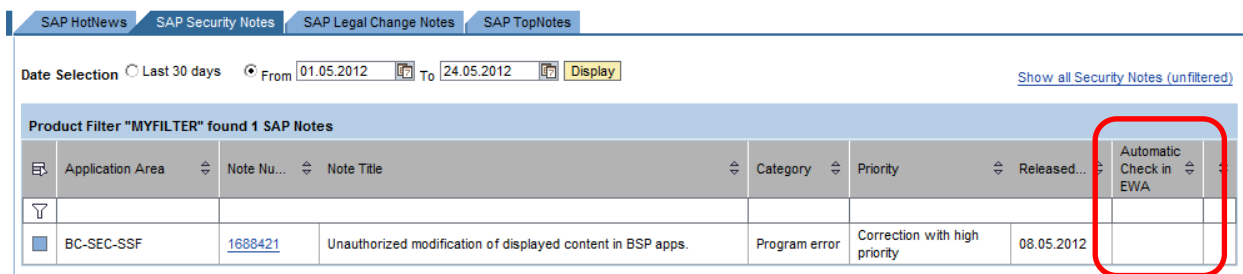 SAP HotNews SAP Security Notes SAP Legal Change Notes SAP TopNotes
Date Selection Last 30 days From 01.05.2012 To 24.05.2012 Display
Show all Security Notes (unfiltered)
Product Filter "MYFILTER" found 1 SAP Notes
Application Area Note Nu... Note Title Category Priority Released... Automatic
Check in
EWA
BC-SEC-SSF 1688421 Unauthorized modification of displayed content in BSP apps. Program error Correction with high
priority 08.05.2012